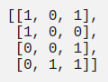 [[1, 0, 1],
[1, 0, 0],
[0, 0, 1],
[0, 1, 1]]